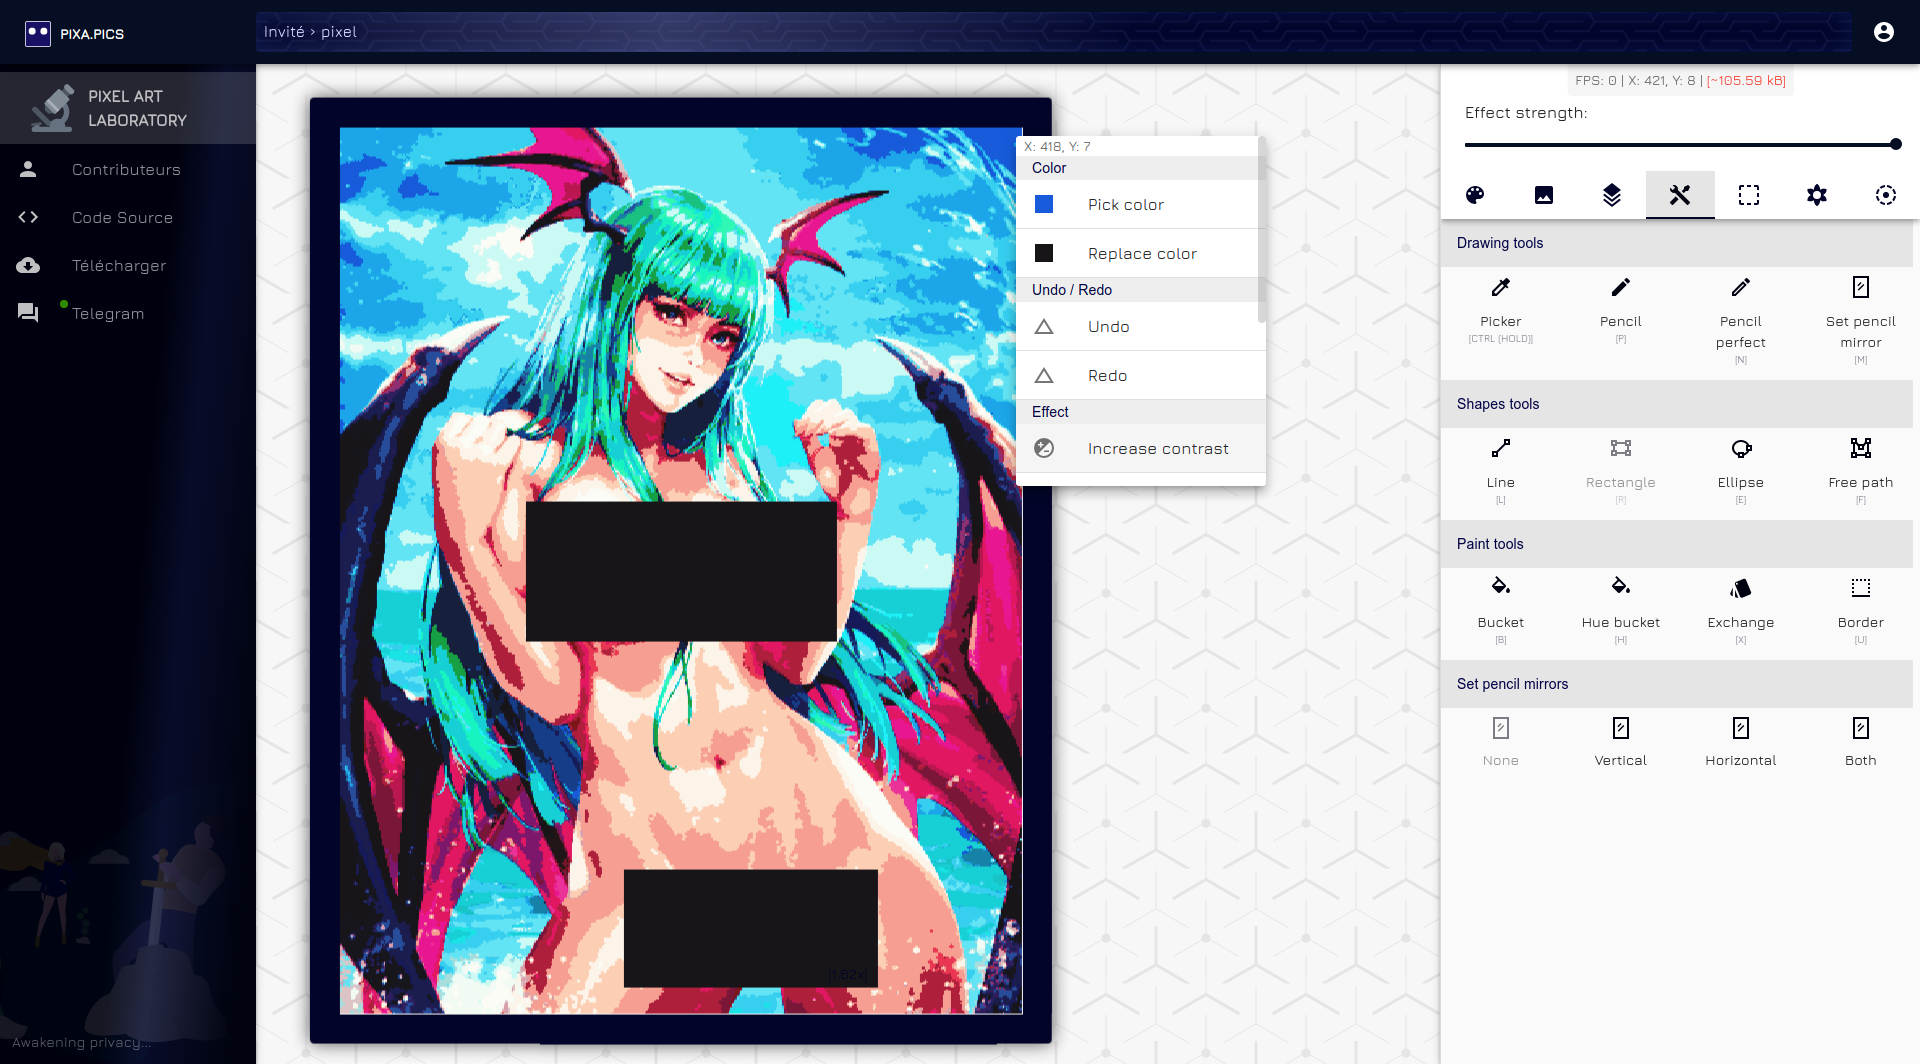 PIXA.PICS
Invité › pixel
PIXEL ART
LABORATORY
Contributeurs
Code Source
Télécharger
Telegram
Awakening privacy...
X: 418, Y: 7
Color
Pick color
Replace color
Undo / Redo
Undo
Redo
Effect
Increase contrast
[1.62x]
FPS: 0 | X: 421, Y: 8 | [~105.59 kB]
Effect strength:
Drawing tools
Picker
[CTRL (HOLD)]
Pencil
[P]
Pencil
perfect
[N]
Set pencil
mirror
[M]
Shapes tools
Line
[L]
Rectangle
[R]
Ellipse
[E]
Free path
[F]
Paint tools
Bucket
[B]
Hue bucket
[H]
Exchange
[X]
Border
[U]
Set pencil mirrors
None
Vertical
Horizontal
Both